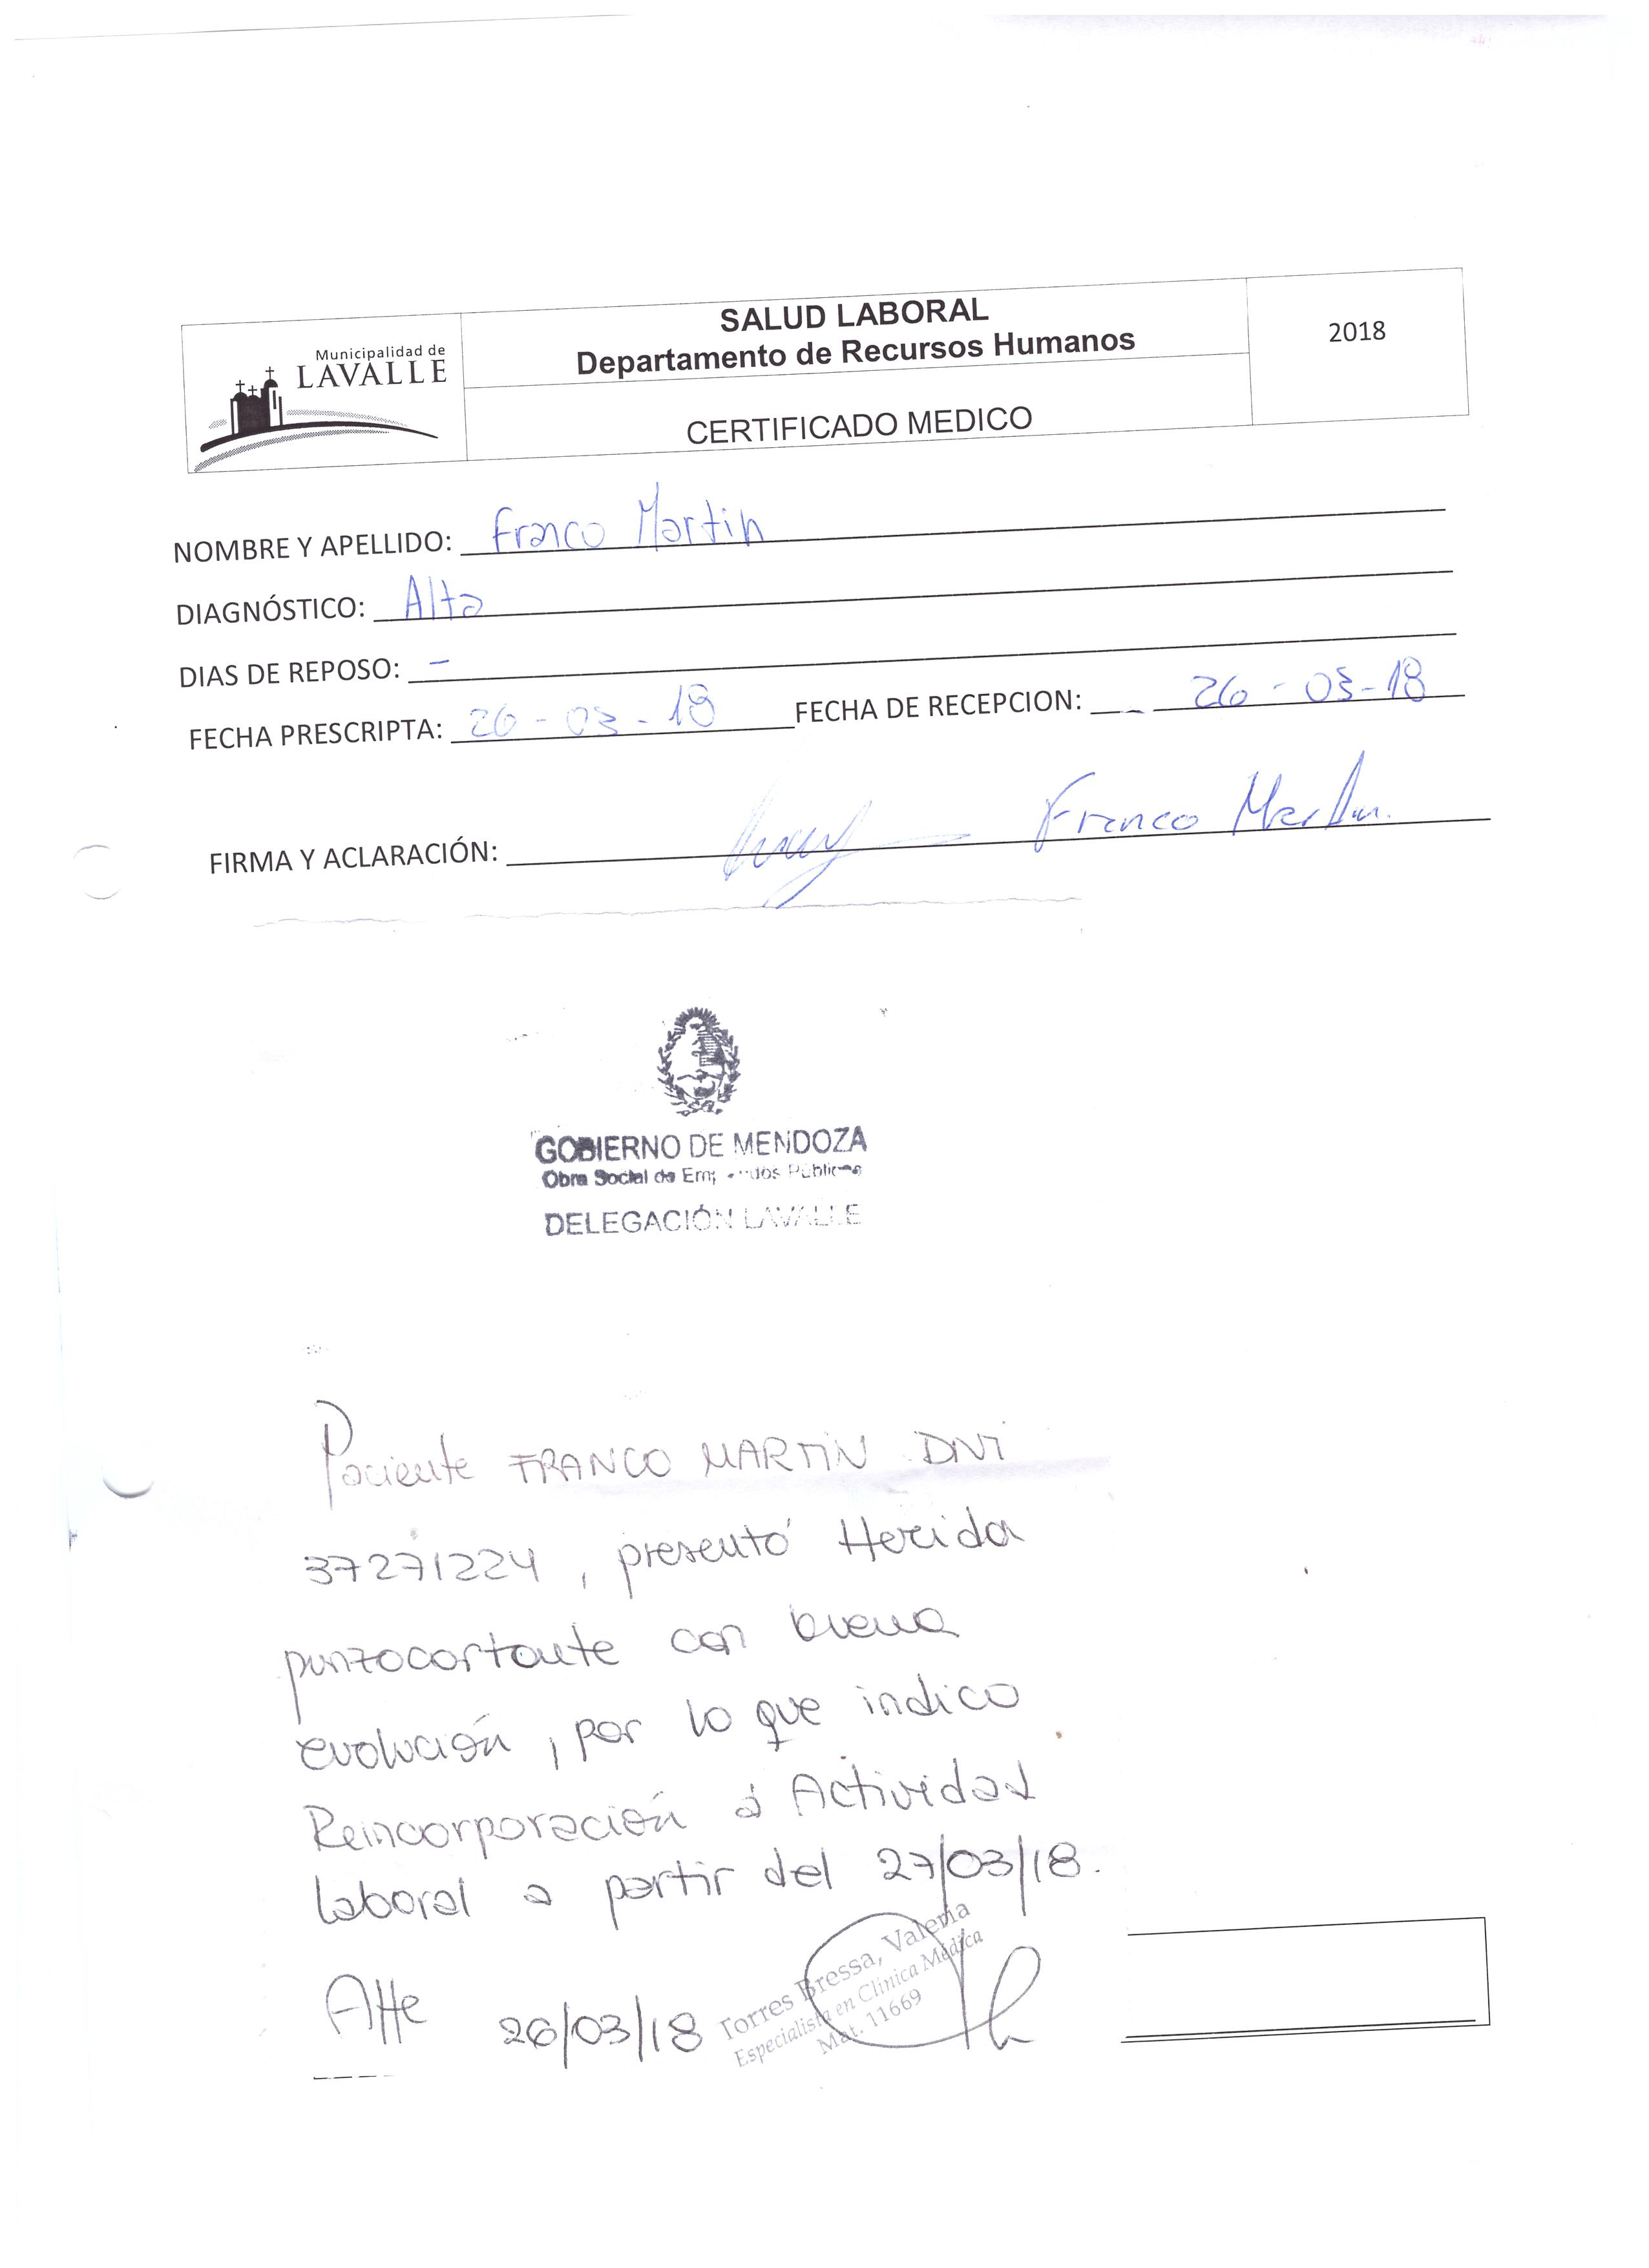 Municipalidad de
LAVALLE
SALUD LABORAL
Departamento de Recursos Humanos
CERTIFICADO MEDICO
2018
NOMBRE Y APELLIDO: Franco Martin
DIAGNÓSTICO: Alta
DIAS DE REPOSO: -
FECHA PRESCRIPTA: 26-03-18 FECHA DE RECEPCION: 26-03-18
FIRMA Y ACLARACIÓN: Franco Martin.
GOBIERNO DE MENDOZA
Obra Social de Empleados Públicos
DELEGACIÓN LAVALLE
Paciente FRANCO MARTIN DNI
37271224, presentó Herida
punzocortante con buena
evolución, por lo que indico
Reincorporación á Actividad
laboral a partir del 27/03/18.
Atte 26/03/18
Torres Bressa, Valeria
Especialista en Clínica Médica
Mat. 11669